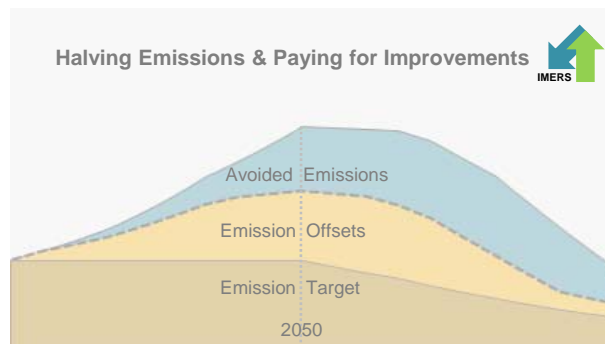 Halving Emissions & Paying for Improvements
IMERS
Avoided Emissions
Emission Offsets
Emission Target
2050